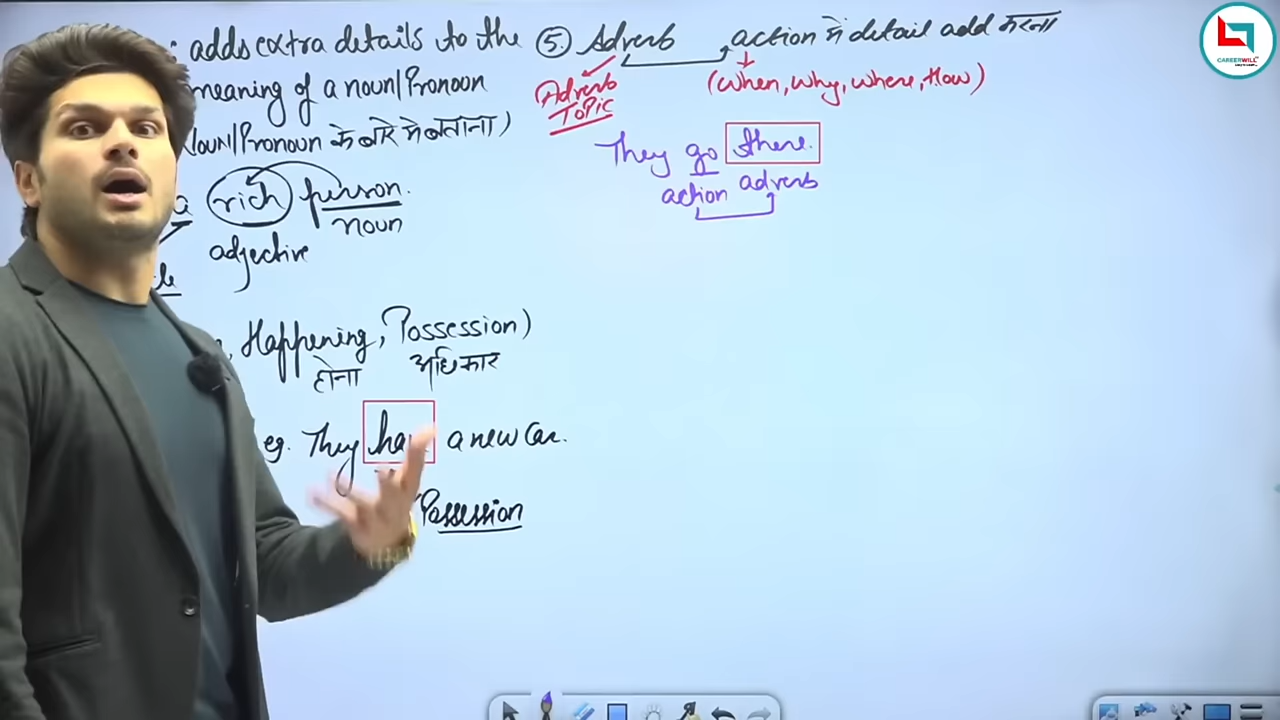 adds extra details to the
meaning of a noun/Pronoun
Noun/Pronoun के बारे में बताना)
a rich person.
noun
adjective
Happening, Possession)
होना अधिकार
eg. They have a new Car.
Possession
⑤. Adverb action में detail add करना
Adverb
Topic
(when, why, where, How)
They go there.
action adverb
CAREERWILL